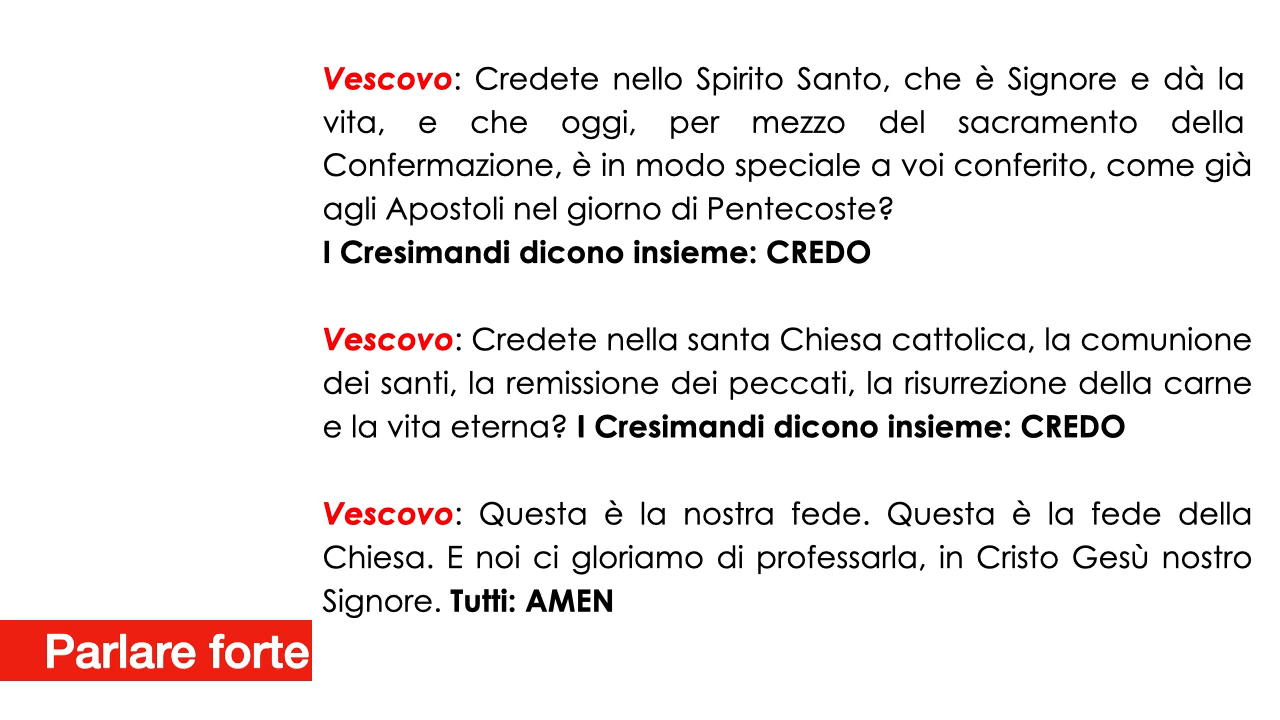 Vescovo: Credete nello Spirito Santo, che è Signore e dà la
vita, e che oggi, per mezzo del sacramento della
Confermazione, è in modo speciale a voi conferito, come già
agli Apostoli nel giorno di Pentecoste?
I Cresimandi dicono insieme: CREDO
Vescovo: Credete nella santa Chiesa cattolica, la comunione
dei santi, la remissione dei peccati, la risurrezione della carne
e la vita eterna? I Cresimandi dicono insieme: CREDO
Vescovo: Questa è la nostra fede. Questa è la fede della
Chiesa. E noi ci gloriamo di professarla, in Cristo Gesù nostro
Signore. Tutti: AMEN
Parlare forte